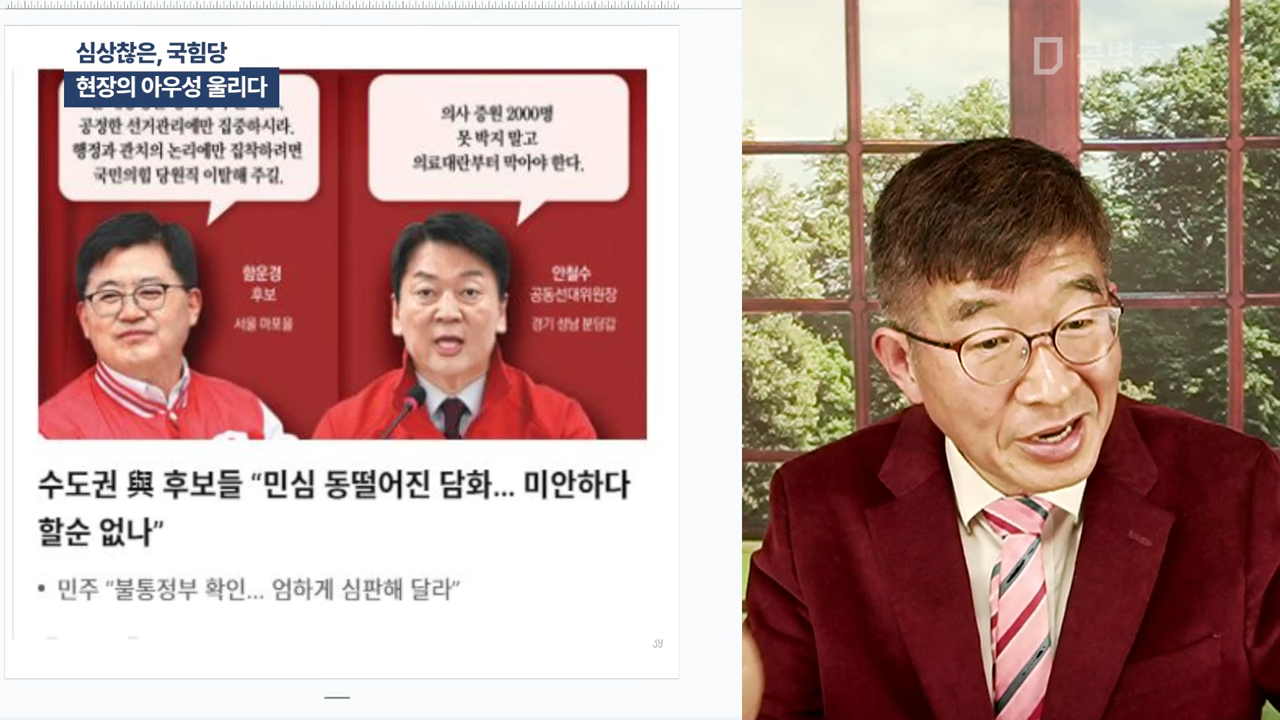 심상찮은, 국힘당
현장의 아우성 울리다
공정한 선거관리에만 집중하시라.
행정과 관치의 논리에만 집착하려면
국민의힘 당원직 이탈해 주길.
의사 증원 2000명
못 박지 말고
의료대란부터 막아야 한다.
함운경
후보
서울 마포을
안철수
공동선대위원장
경기 성남 분당갑
수도권 與 후보들 “민심 동떨어진 담화... 미안하다
할순 없나”
• 민주 “불통정부 확인... 엄하게 심판해 달라”
39